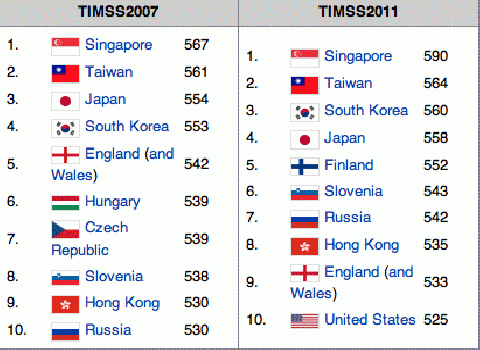 TIMSS2007
1. Singapore 567
2. Taiwan 561
3. Japan 554
4. South Korea 553
5. England (and
Wales) 542
6. Hungary 539
7. Czech
Republic 539
8. Slovenia 538
9. Hong Kong 530
10. Russia 530
TIMSS2011
1. Singapore 590
2. Taiwan 564
3. South Korea 560
4. Japan 558
5. Finland 552
6. Slovenia 543
7. Russia 542
8. Hong Kong 535
9. England (and
Wales) 533
10. United States 525